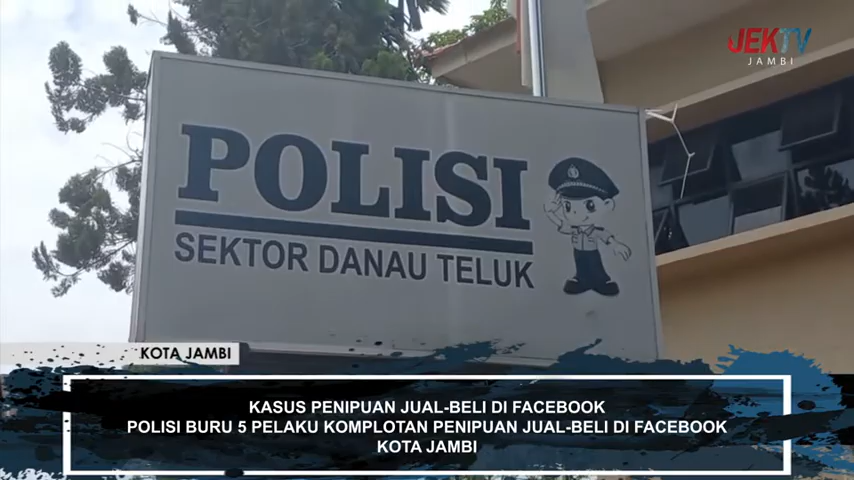 JEKTV
JAMBI
POLISI
SEKTOR DANAU TELUK
KOTA JAMBI
KASUS PENIPUAN JUAL-BELI DI FACEBOOK
POLISI BURU 5 PELAKU KOMPLOTAN PENIPUAN JUAL-BELI DI FACEBOOK
KOTA JAMBI